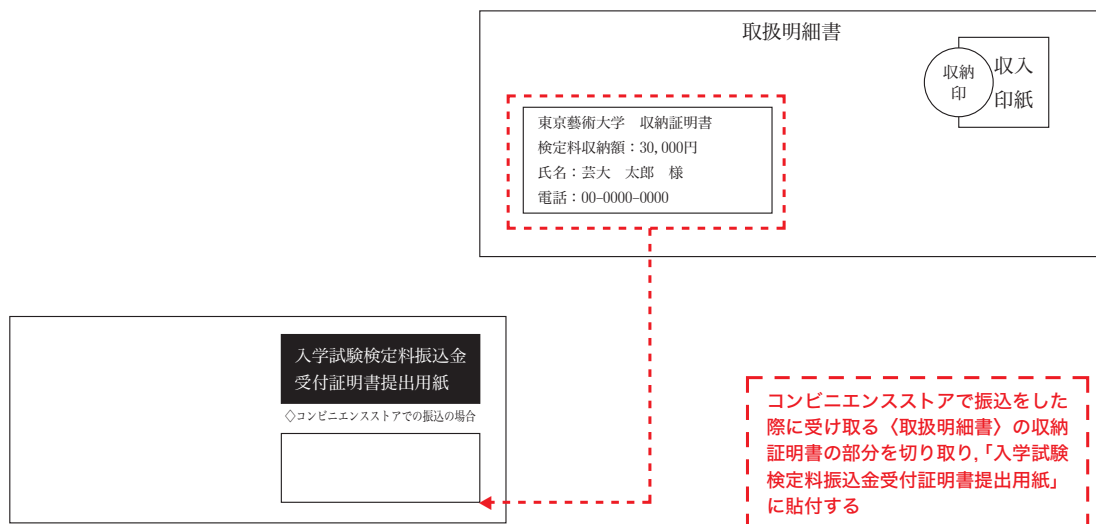 取扱明細書
収納
印
収入
印紙
東京藝術大学　収納証明書
検定料収納額：30,000円
氏名：芸大　太郎　様
電話：00-0000-0000
入学試験検定料振込金
受付証明書提出用紙
◇コンビニエンスストアでの振込の場合
コンビニエンスストアで振込をした
際に受け取る〈取扱明細書〉の収納
証明書の部分を切り取り，「入学試験
検定料振込金受付証明書提出用紙」
に貼付する